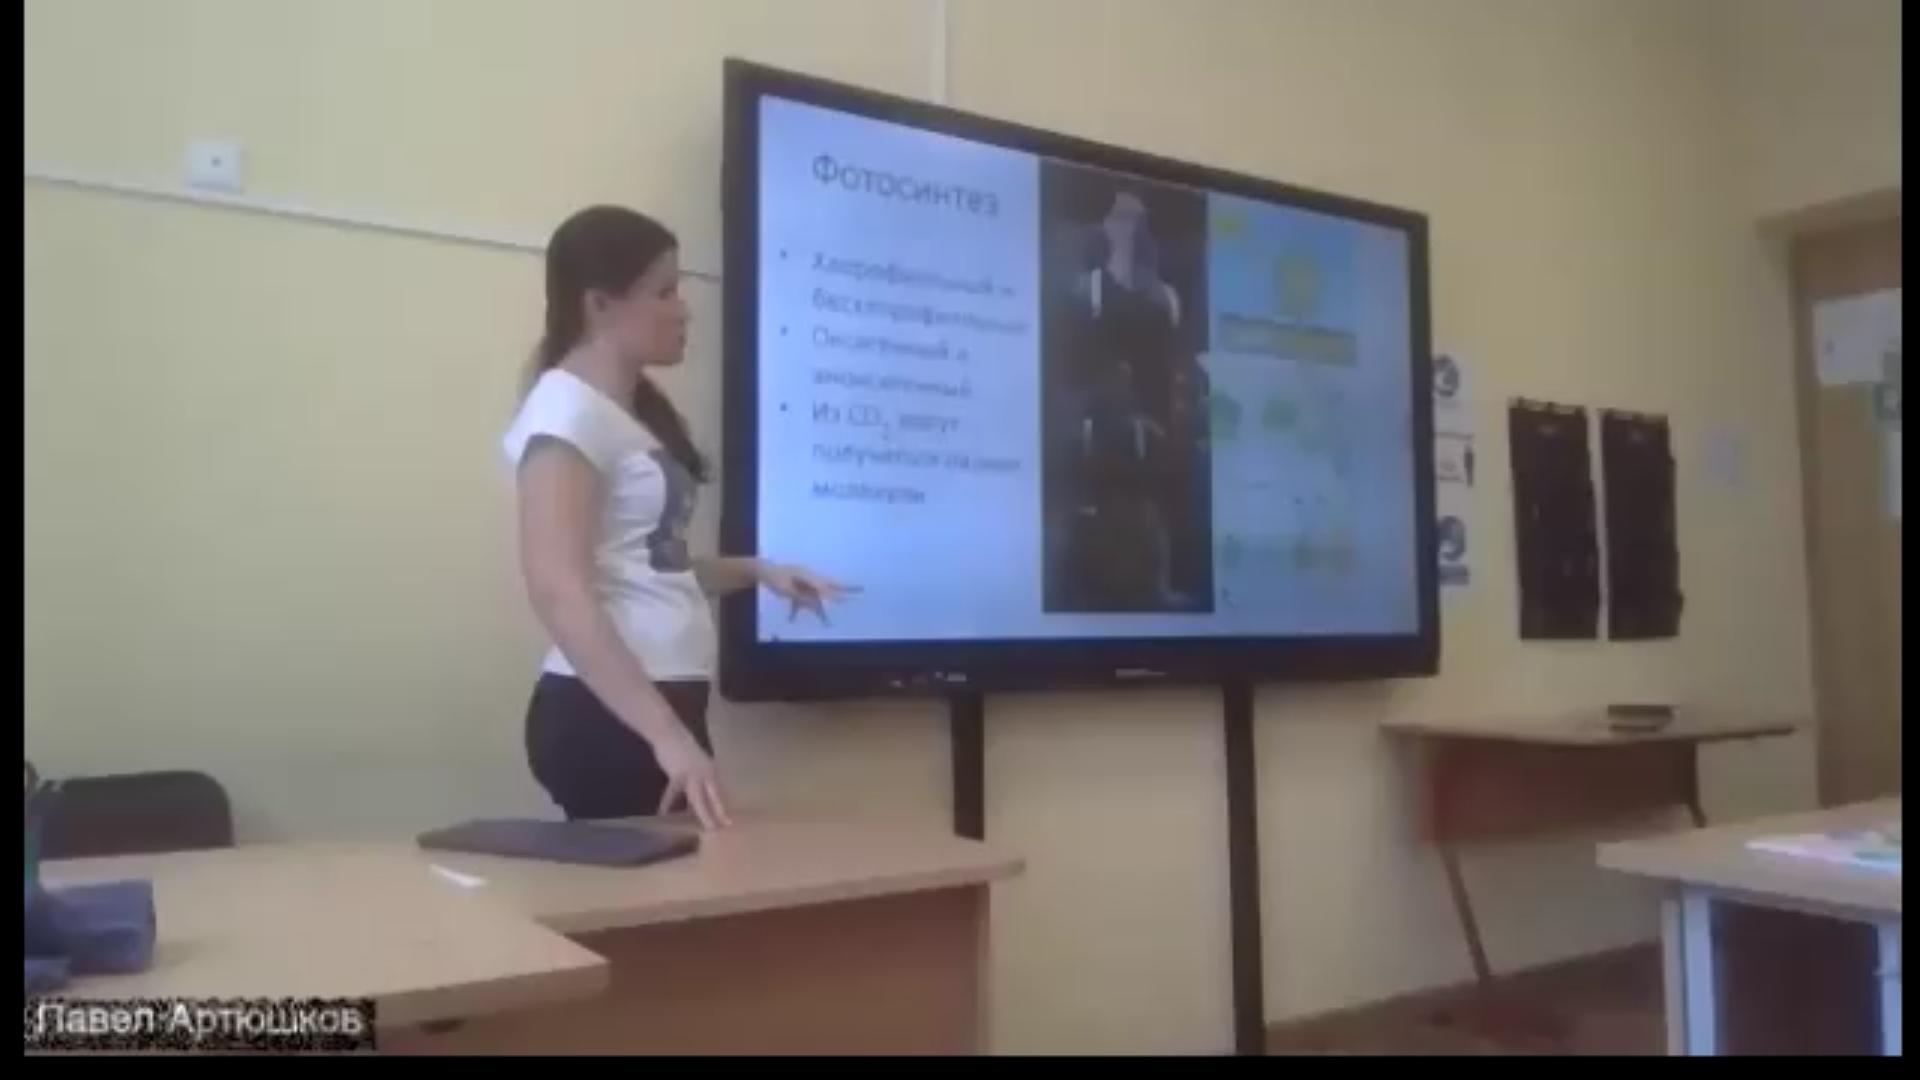 Фотосинтез
• Хлорофилльный и
бесхлорофилльный
• Оксигенный и
аноксигенный
• Из CO₂ могут
получаться разные
молекулы
Павел Артюшков